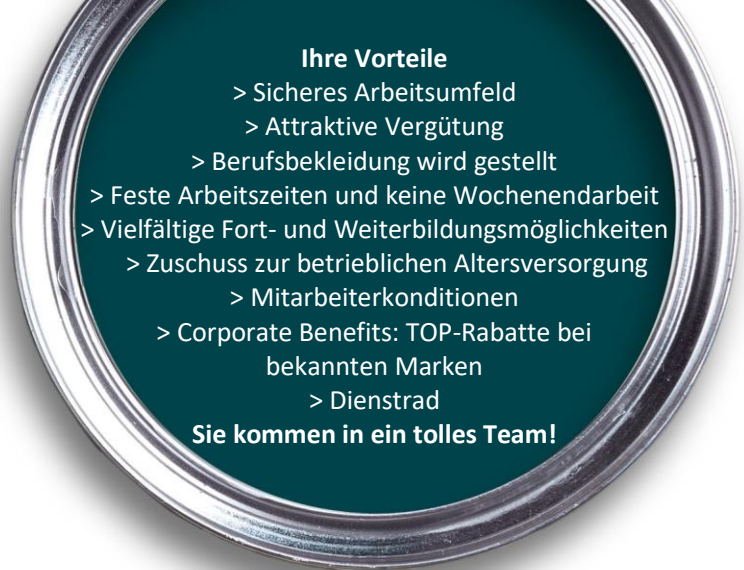 Ihre Vorteile
> Sicheres Arbeitsumfeld
> Attraktive Vergütung
> Berufsbekleidung wird gestellt
> Feste Arbeitszeiten und keine Wochenendarbeit
> Vielfältige Fort- und Weiterbildungsmöglichkeiten
> Zuschuss zur betrieblichen Altersversorgung
> Mitarbeiterkonditionen
> Corporate Benefits: TOP-Rabatte bei
bekannten Marken
> Dienstrad
Sie kommen in ein tolles Team!